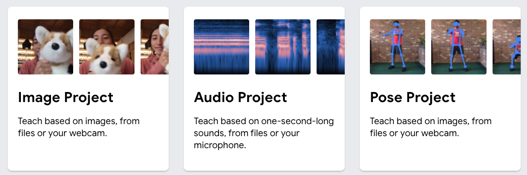 Image Project
Teach based on images, from
files or your webcam.
Audio Project
Teach based on one-second-long
sounds, from files or your
microphone.
Pose Project
Teach based on images, from
files or your webcam.